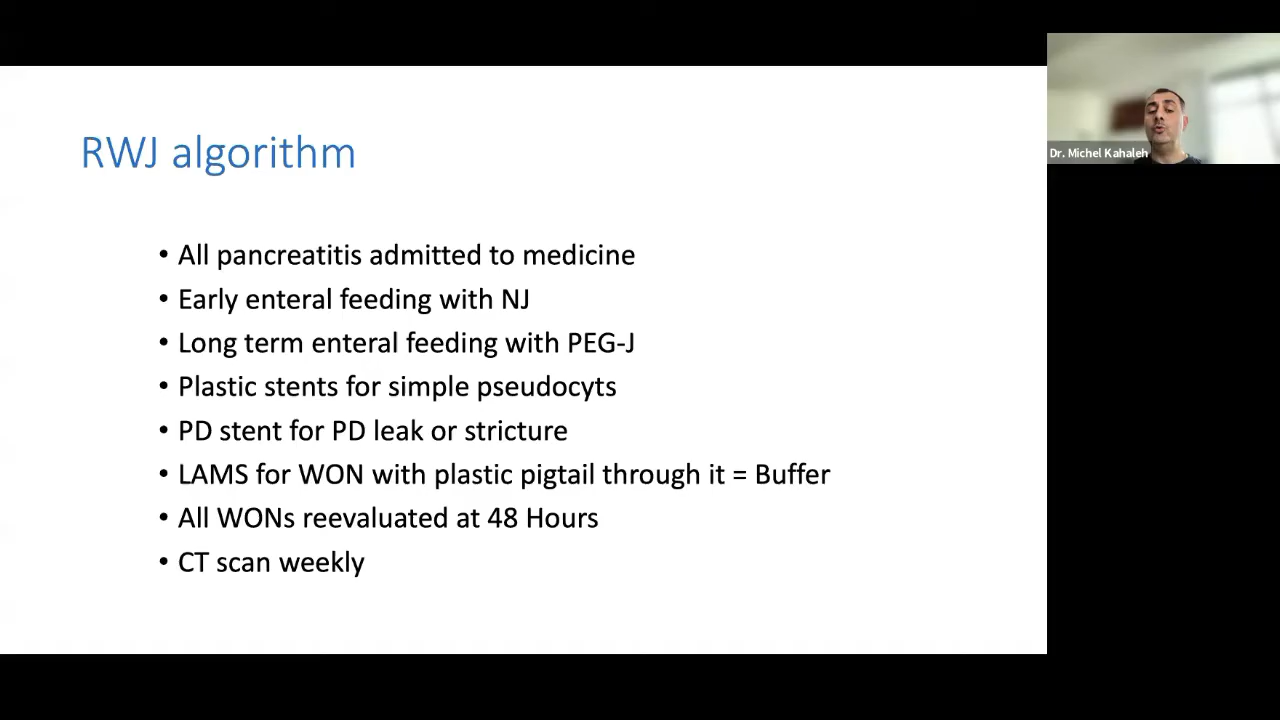 RWJ algorithm
• All pancreatitis admitted to medicine
• Early enteral feeding with NJ
• Long term enteral feeding with PEG-J
• Plastic stents for simple pseudocyts
• PD stent for PD leak or stricture
• LAMS for WON with plastic pigtail through it = Buffer
• All WONs reevaluated at 48 Hours
• CT scan weekly
Dr. Michel Kahaleh